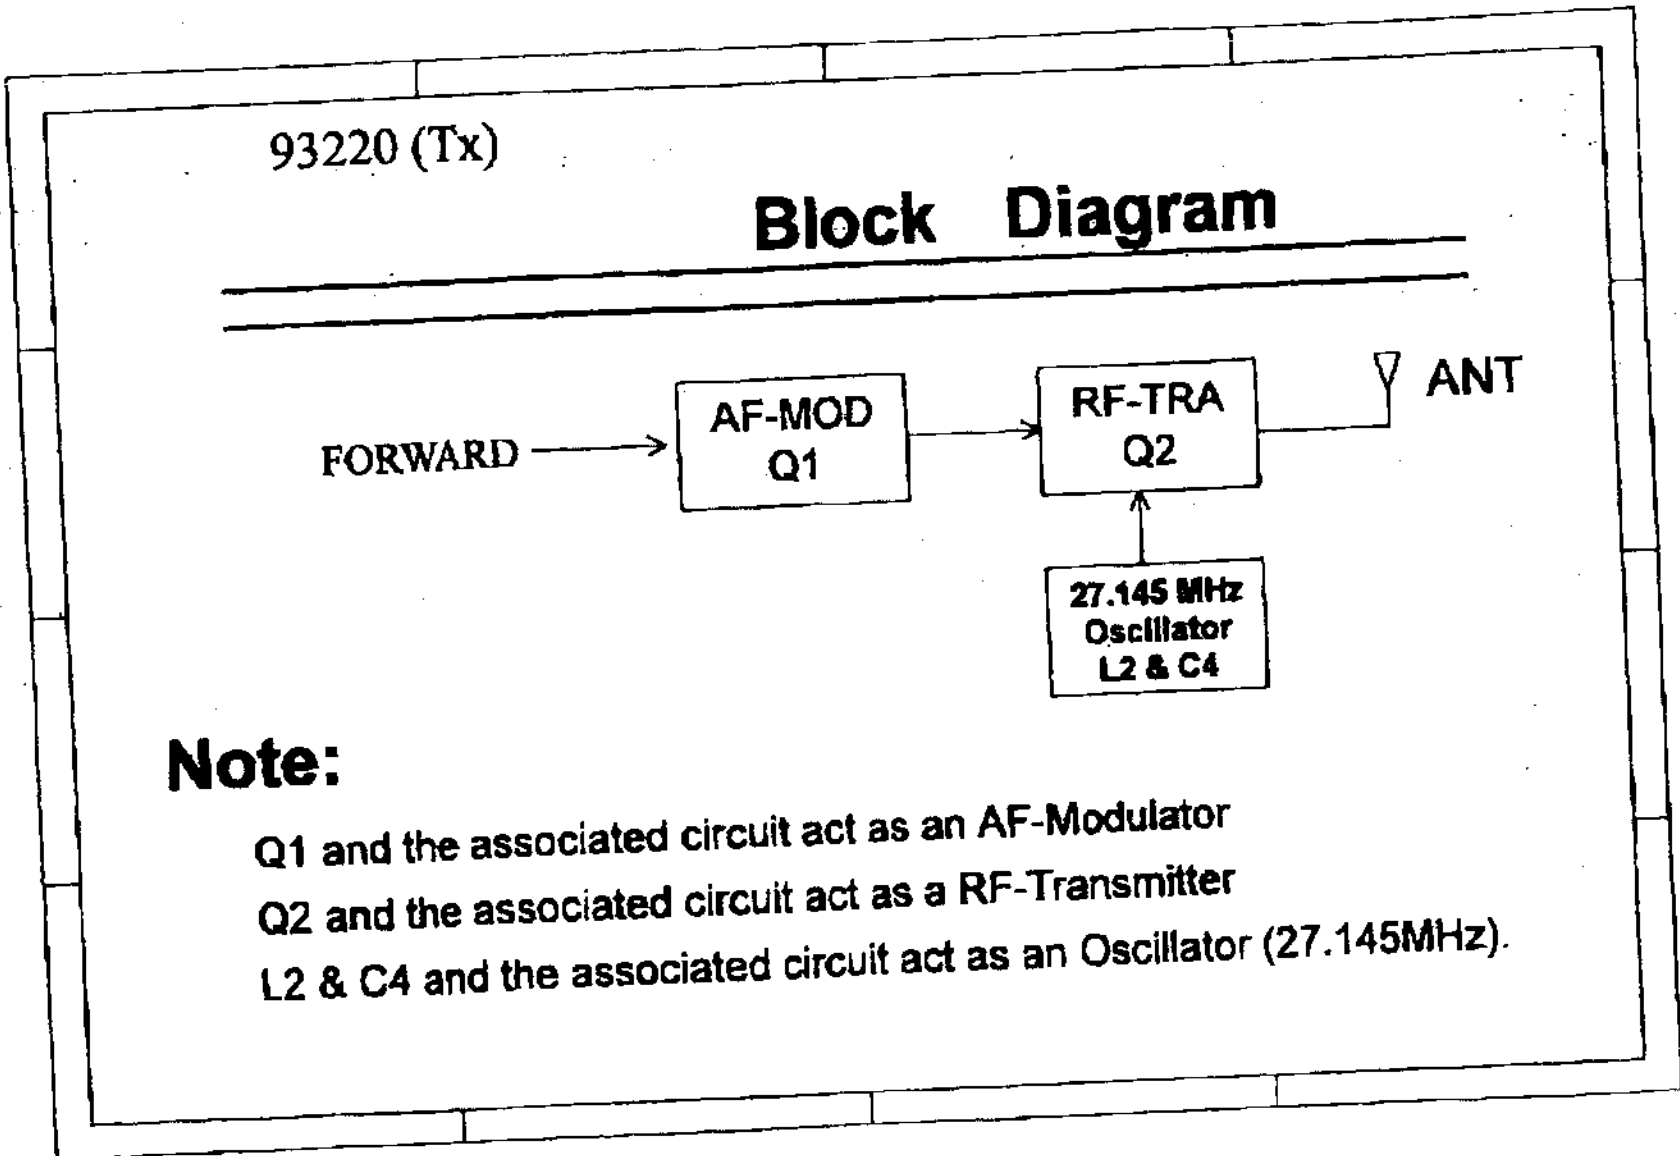 93220 (Tx)
Block Diagram
FORWARD
AF-MOD
Q1
RF-TRA
Q2
ANT
27.145 MHz
Oscillator
L2 & C4
Note:
Q1 and the associated circuit act as an AF-Modulator
Q2 and the associated circuit act as a RF-Transmitter
L2 & C4 and the associated circuit act as an Oscillator (27.145MHz).